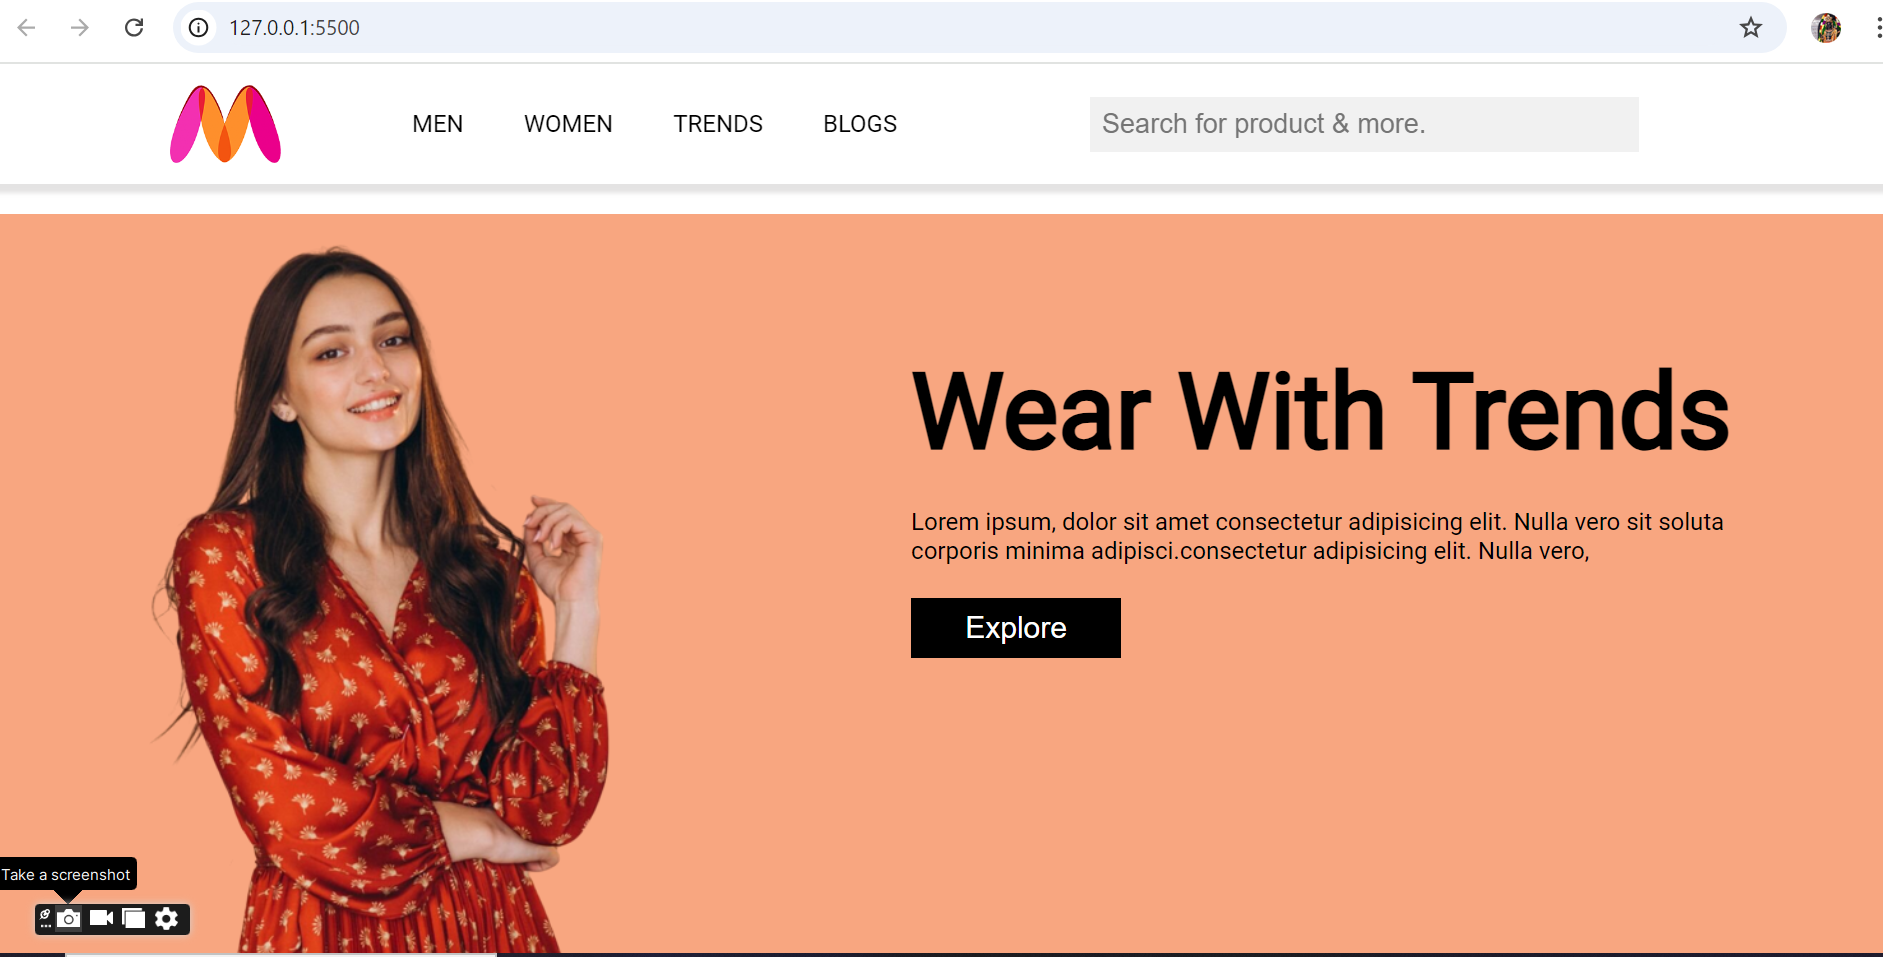 127.0.0.1:5500
MEN WOMEN TRENDS BLOGS Search for product & more.
Wear With Trends
Lorem ipsum, dolor sit amet consectetur adipisicing elit. Nulla vero sit soluta
corporis minima adipisci.consectetur adipisicing elit. Nulla vero,
Explore
Take a screenshot